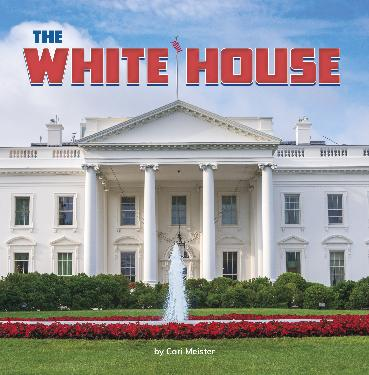 THE
WHITE HOUSE
by Cari Meister